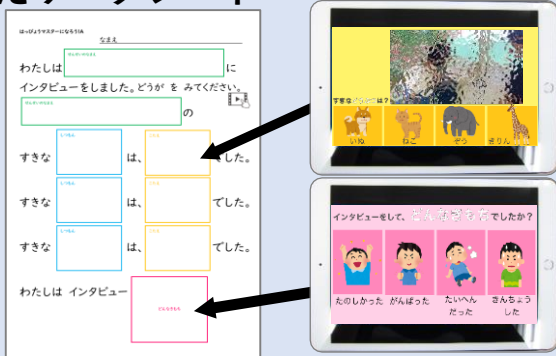 はっぴょうマスターになろう!A
なまえ
わたしは
に
インタビューをしました。どうが を みてください。
の
すきな
は、
でした。
すきな
は、
でした。
すきな
は、
でした。
わたしは インタビュー
どんなきもち
は?
いぬ
ねこ
ぞう
きりん
インタビューをして、どんなきもちでしたか?
たのしかった
がんばった
たいへん
だった
きんちょう
した